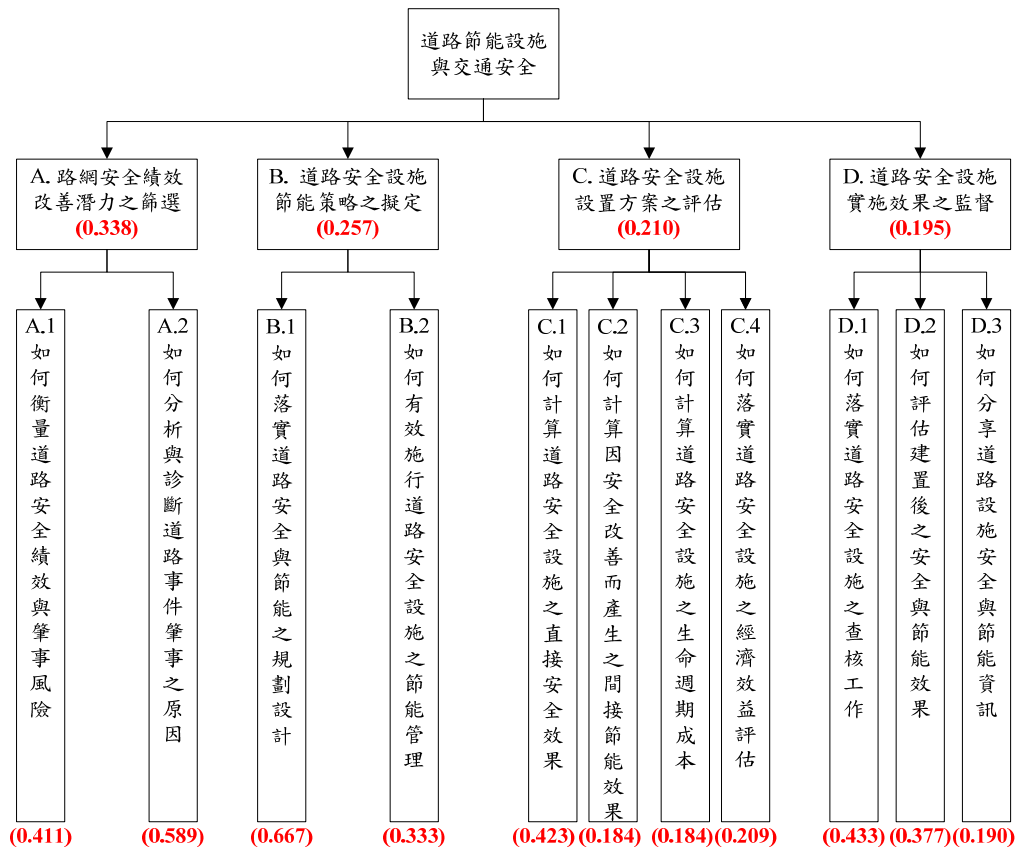 道路節能設施
與交通安全
A. 路網安全績效
改善潛力之篩選
(0.338)
B. 道路安全設施
節能策略之擬定
(0.257)
C. 道路安全設施
設置方案之評估
(0.210)
D. 道路安全設施
實施效果之監督
(0.195)
A.1
如何衡量道路安全績效與肇事風險
(0.411)
A.2
如何分析與診斷道路事件肇事之原因
(0.589)
B.1
如何落實道路安全與節能之規劃設計
(0.667)
B.2
如何有效施行道路安全設施之節能管理
(0.333)
C.1
如何計算道路安全設施之直接安全效果
(0.423)
C.2
如何計算因安全改善而產生之間接節能效果
(0.184)
C.3
如何計算道路安全設施之生命週期成本
(0.184)
C.4
如何落實道路安全設施之經濟效益評估
(0.209)
D.1
如何落實道路安全設施之查核工作
(0.433)
D.2
如何評估建置後之安全與節能效果
(0.377)
D.3
如何分享道路設施安全與節能資訊
(0.190)